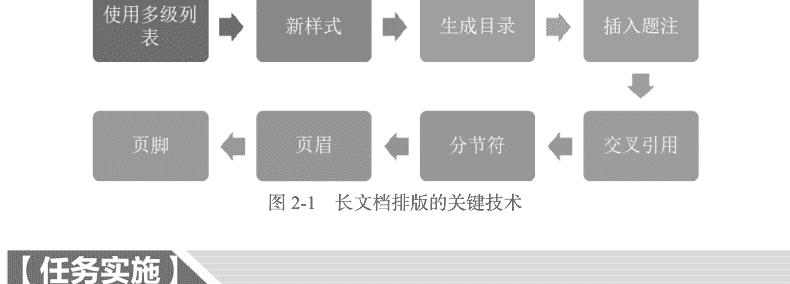 使用多级列
表
新样式
生成目录
插入题注
页脚
页眉
分节符
交叉引用
图 2-1 长文档排版的关键技术
【任务实施】